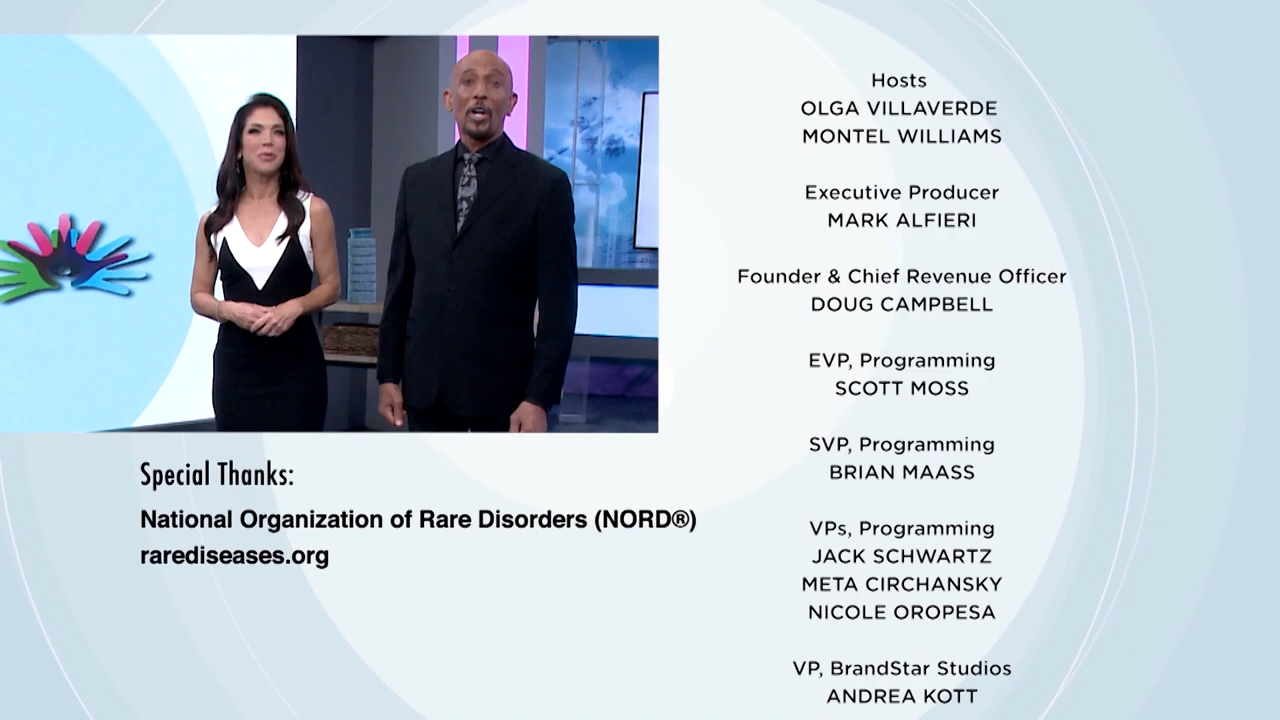 Special Thanks:
National Organization of Rare Disorders (NORD®)
rarediseases.org
Hosts
OLGA VILLAVERDE
MONTEL WILLIAMS
Executive Producer
MARK ALFIERI
Founder & Chief Revenue Officer
DOUG CAMPBELL
EVP, Programming
SCOTT MOSS
SVP, Programming
BRIAN MAASS
VPs, Programming
JACK SCHWARTZ
META CIRCHANSKY
NICOLE OROPESA
VP, BrandStar Studios
ANDREA KOTT